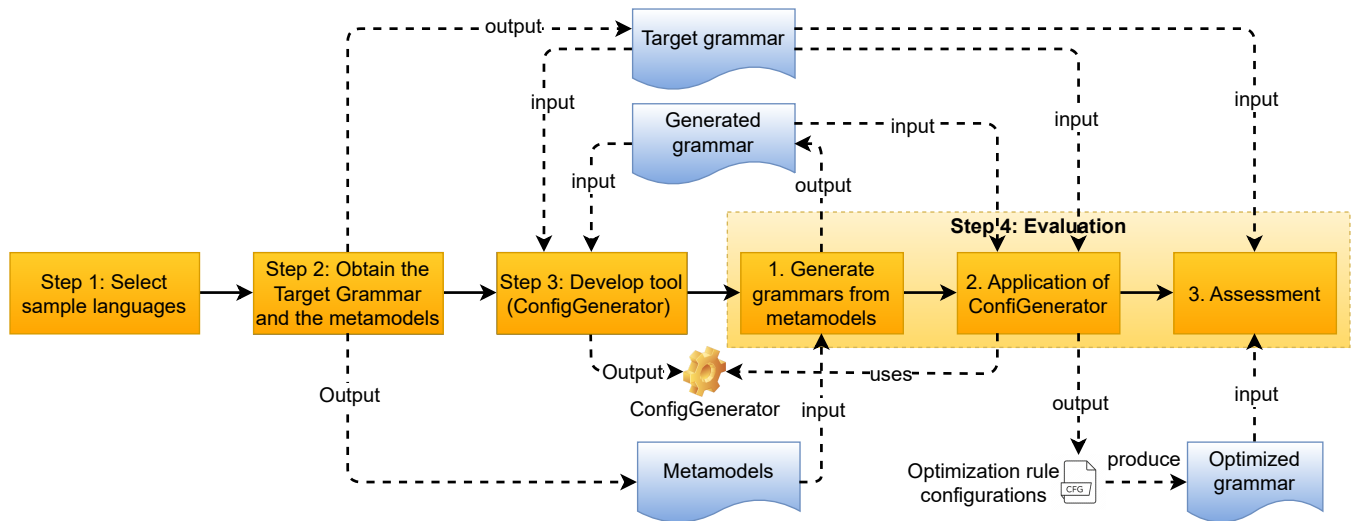 output
Target grammar
input
input
input
Generated
grammar
input
input
output
Step 4: Evaluation
Step 1: Select
sample languages
Step 2: Obtain the
Target Grammar
and the metamodels
Step 3: Develop tool
(ConfigGenerator)
1. Generate
grammars from
metamodels
2. Application of
ConfiGenerator
3. Assessment
Output
Output
ConfigGenerator
uses
input
output
input
Metamodels
Optimization rule
configurations
CFG
produce
Optimized
grammar